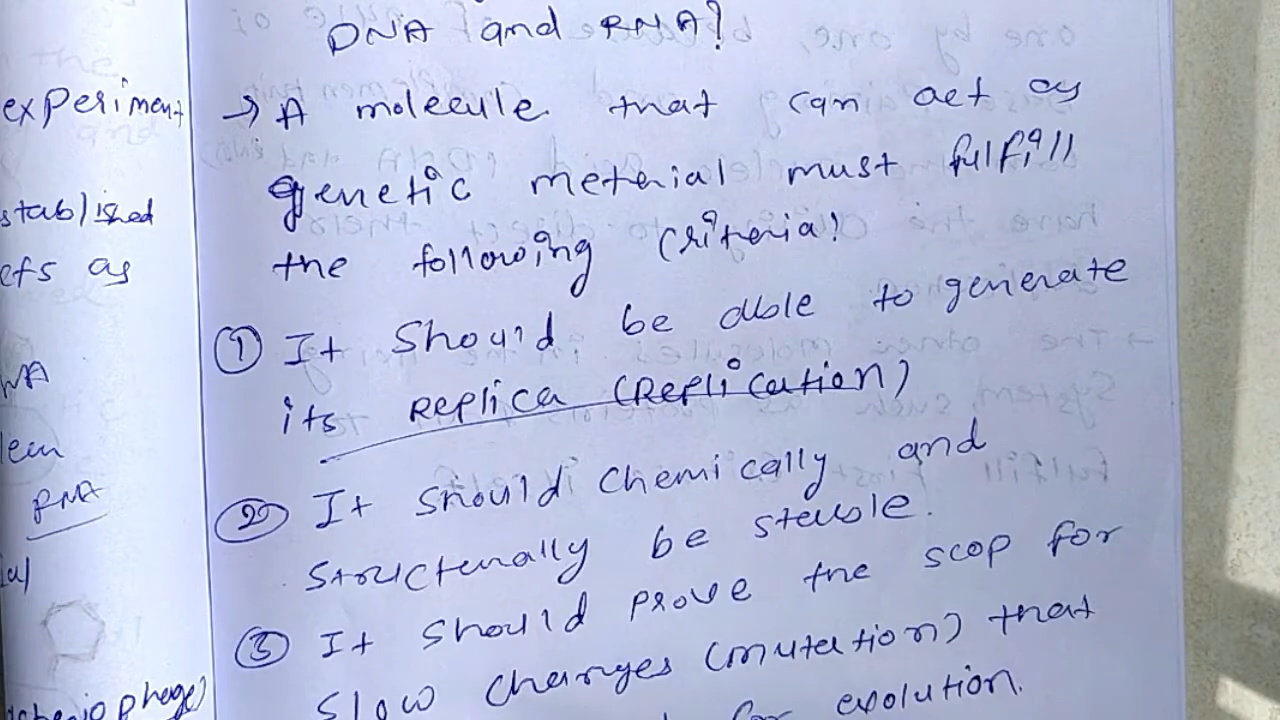 DNA and RNA?
experiment → A molecule that can act as
genetic meterial must fulfill
stablished
the following criteria!
efs as
① It should be able to generate
its replica (Replication)
② It should chemically and
RNA
structurally be stable.
③ It should prove the scop for
slow changes (mutation) that
for evolution.